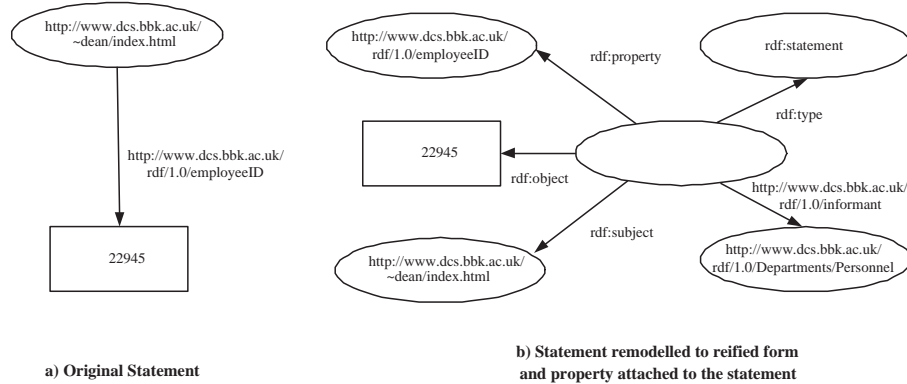 http://www.dcs.bbk.ac.uk/
~dean/index.html
http://www.dcs.bbk.ac.uk/
rdf/1.0/employeeID
22945
a) Original Statement
http://www.dcs.bbk.ac.uk/
rdf/1.0/employeeID
rdf:property
rdf:statement
rdf:type
22945
rdf:object
http://www.dcs.bbk.ac.uk/
rdf/1.0/informant
rdf:subject
http://www.dcs.bbk.ac.uk/
~dean/index.html
http://www.dcs.bbk.ac.uk/
rdf/1.0/Departments/Personnel
b) Statement remodelled to reified form
and property attached to the statement